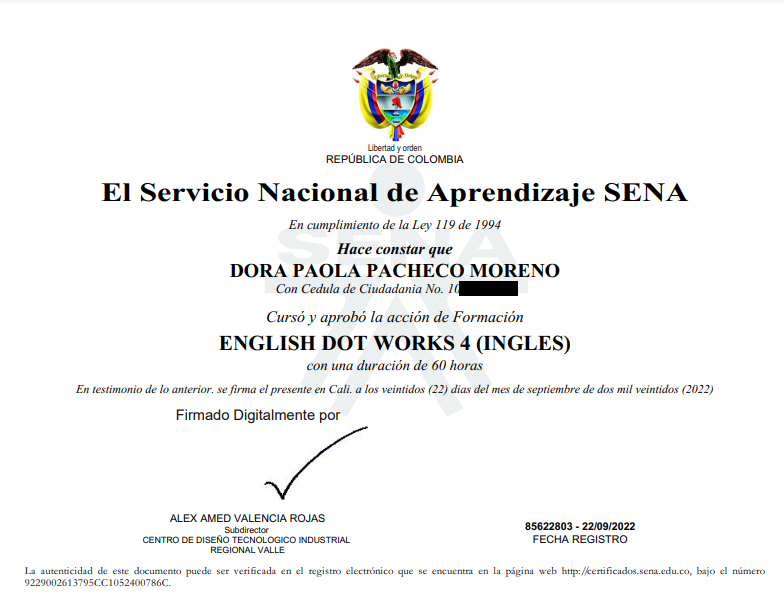 Libertad y orden
REPÚBLICA DE COLOMBIA
El Servicio Nacional de Aprendizaje SENA
En cumplimiento de la Ley 119 de 1994
SENA
Hace constar que
DORA PAOLA PACHECO MORENO
Con Cedula de Ciudadania No. 10
Cursó y aprobó la acción de Formación
ENGLISH DOT WORKS 4 (INGLES)
con una duración de 60 horas
En testimonio de lo anterior. se firma el presente en Cali. a los veintidos (22) dias del mes de septiembre de dos mil veintidos (2022)
Firmado Digitalmente por
ALEX AMED VALENCIA ROJAS
Subdirector
CENTRO DE DISEÑO TECNOLOGICO INDUSTRIAL
REGIONAL VALLE
85622803 - 22/09/2022
FECHA REGISTRO
La autenticidad de este documento puede ser verificada en el registro electrónico que se encuentra en la página web http://certificados.sena.edu.co, bajo el número
9229002613795CC1052400786C.